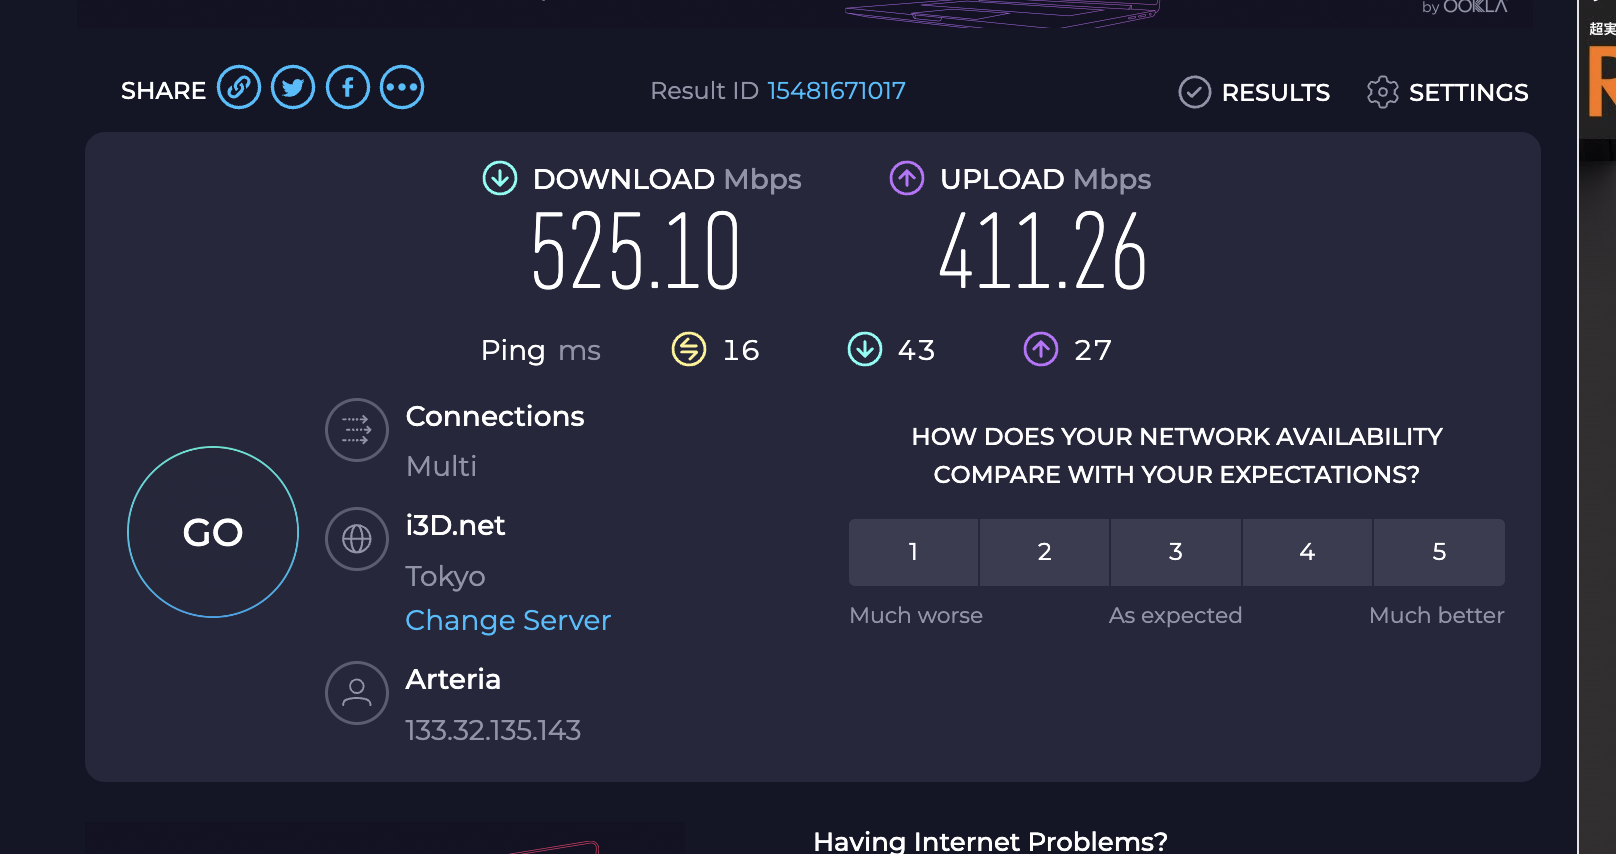 by OOKLA
超実
R
SHARE
Result ID 15481671017
RESULTS
SETTINGS
DOWNLOAD Mbps
UPLOAD Mbps
525.10
411.26
Ping ms
16
43
27
Connections
Multi
HOW DOES YOUR NETWORK AVAILABILITY
COMPARE WITH YOUR EXPECTATIONS?
GO
i3D.net
Tokyo
Change Server
1
2
3
4
5
Much worse
As expected
Much better
Arteria
133.32.135.143
Having Internet Problems?